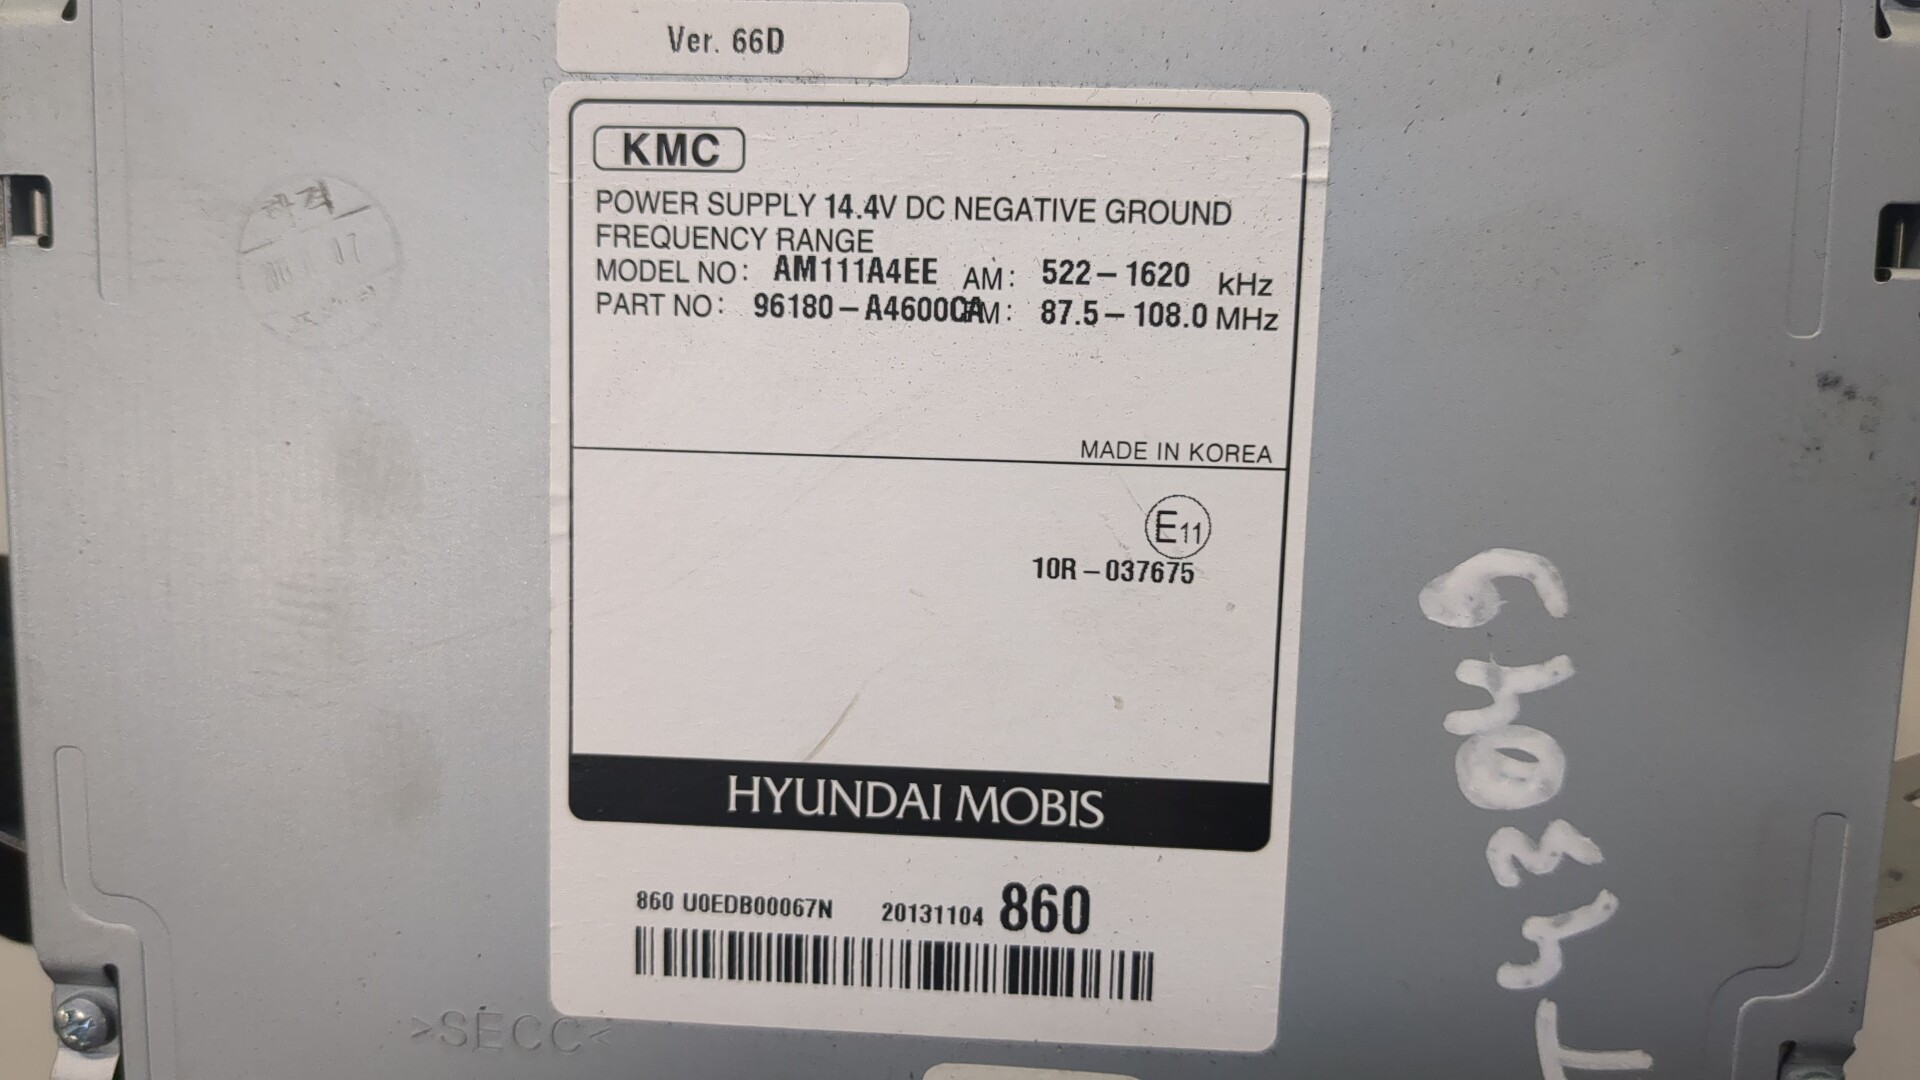 Ver. 66D
KMC
POWER SUPPLY 14.4V DC NEGATIVE GROUND
FREQUENCY RANGE
MODEL NO: AM111A4EE AM: 522-1620 kHz
PART NO: 96180-A4600CA FM: 87.5-108.0 MHz
MADE IN KOREA
E11
10R-037675
HYUNDAI MOBIS
860 U0EDB00067N 20131104 860
>SECC<